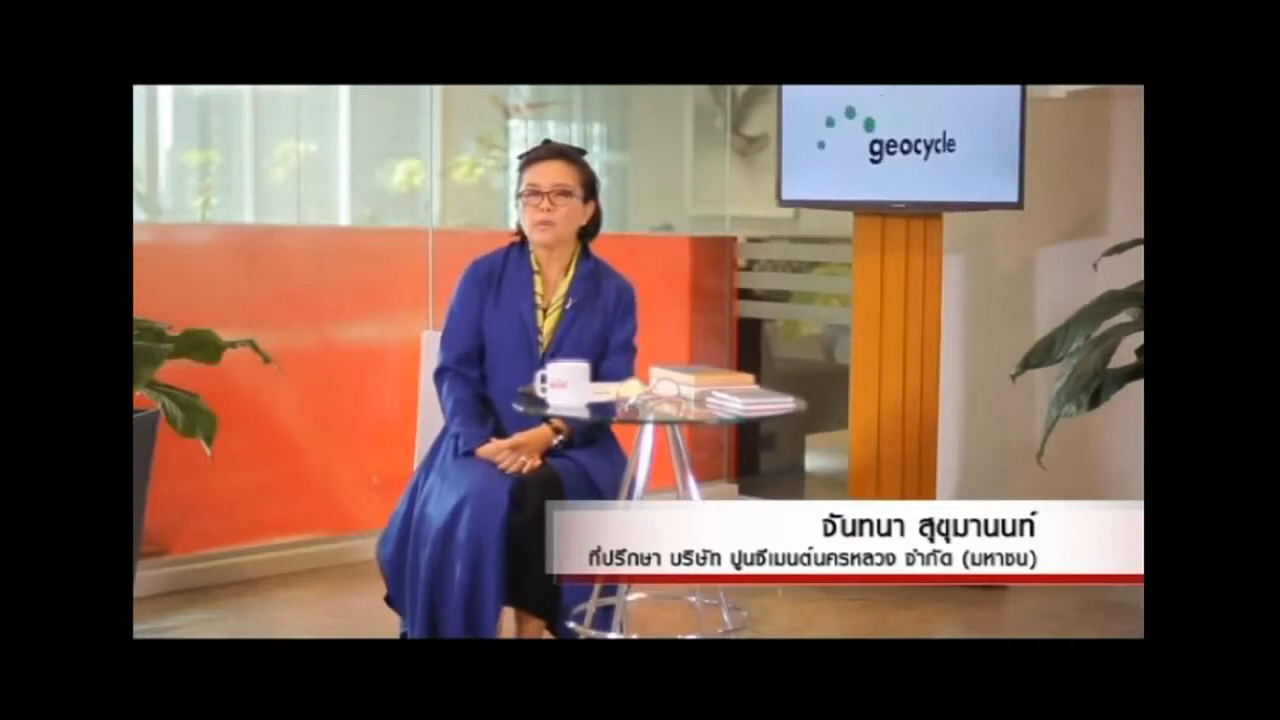 geocycle
จันทนา สุขุมานนท์
ที่ปรึกษา บริษัท ปูนซีเมนต์นครหลวง จำกัด (มหาชน)